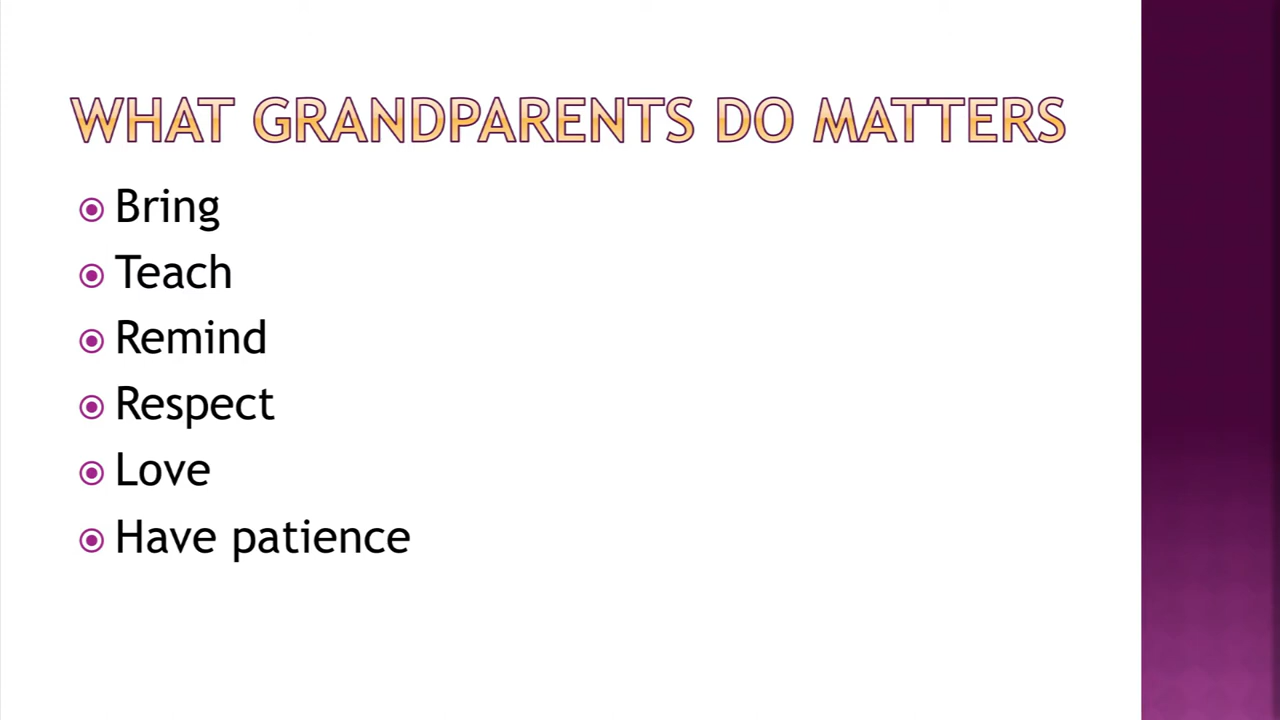 WHAT GRANDPARENTS DO MATTERS
Bring
Teach
Remind
Respect
Love
Have patience